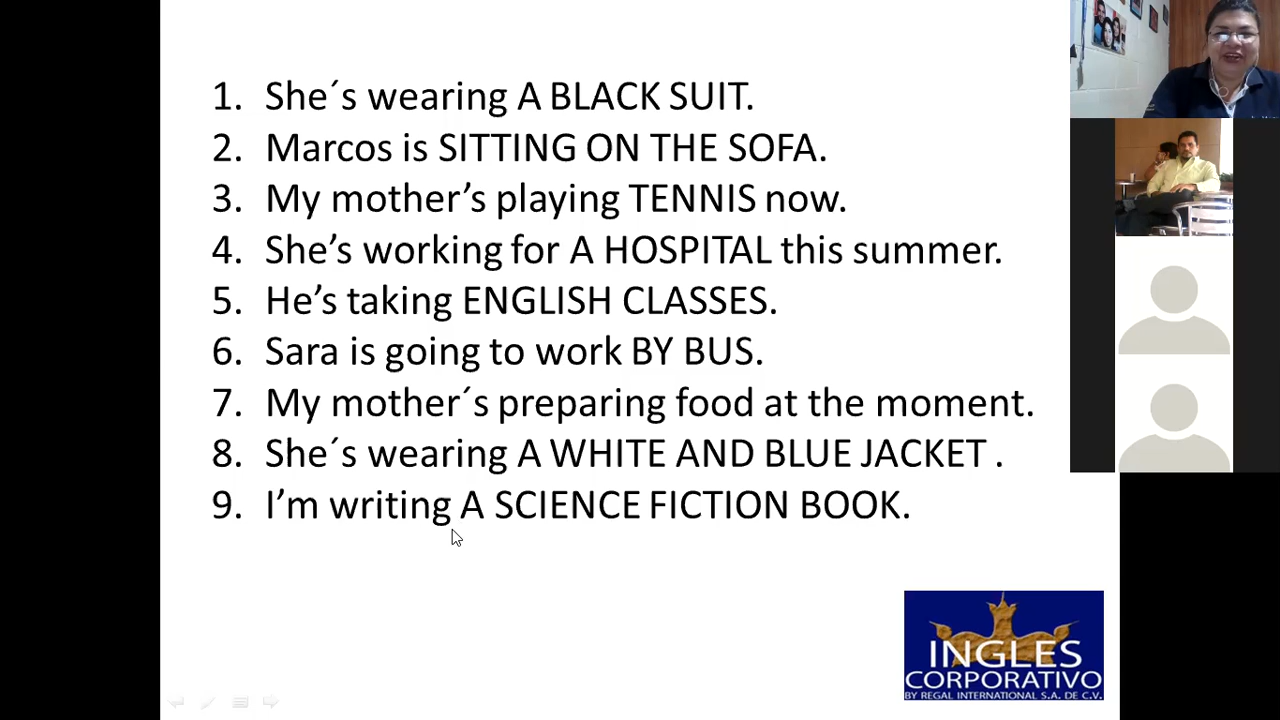 1. She´s wearing A BLACK SUIT.
2. Marcos is SITTING ON THE SOFA.
3. My mother’s playing TENNIS now.
4. She’s working for A HOSPITAL this summer.
5. He’s taking ENGLISH CLASSES.
6. Sara is going to work BY BUS.
7. My mother´s preparing food at the moment.
8. She´s wearing A WHITE AND BLUE JACKET .
9. I’m writing A SCIENCE FICTION BOOK.
INGLES
CORPORATIVO
BY REGAL INTERNATIONAL S.A. DE C.V.